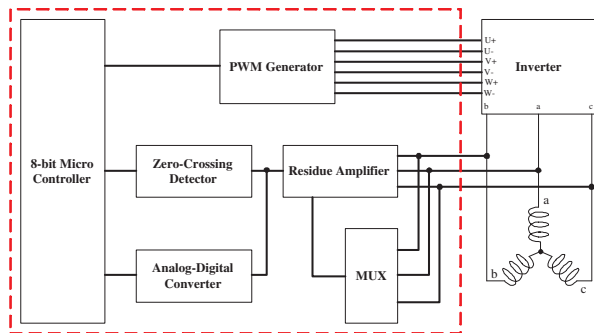 8-bit Micro
Controller
PWM Generator
U+
U-
V+
V-
W+
W-
Inverter
b
a
c
Zero-Crossing
Detector
Residue Amplifier
Analog-Digital
Converter
MUX
a
b
c